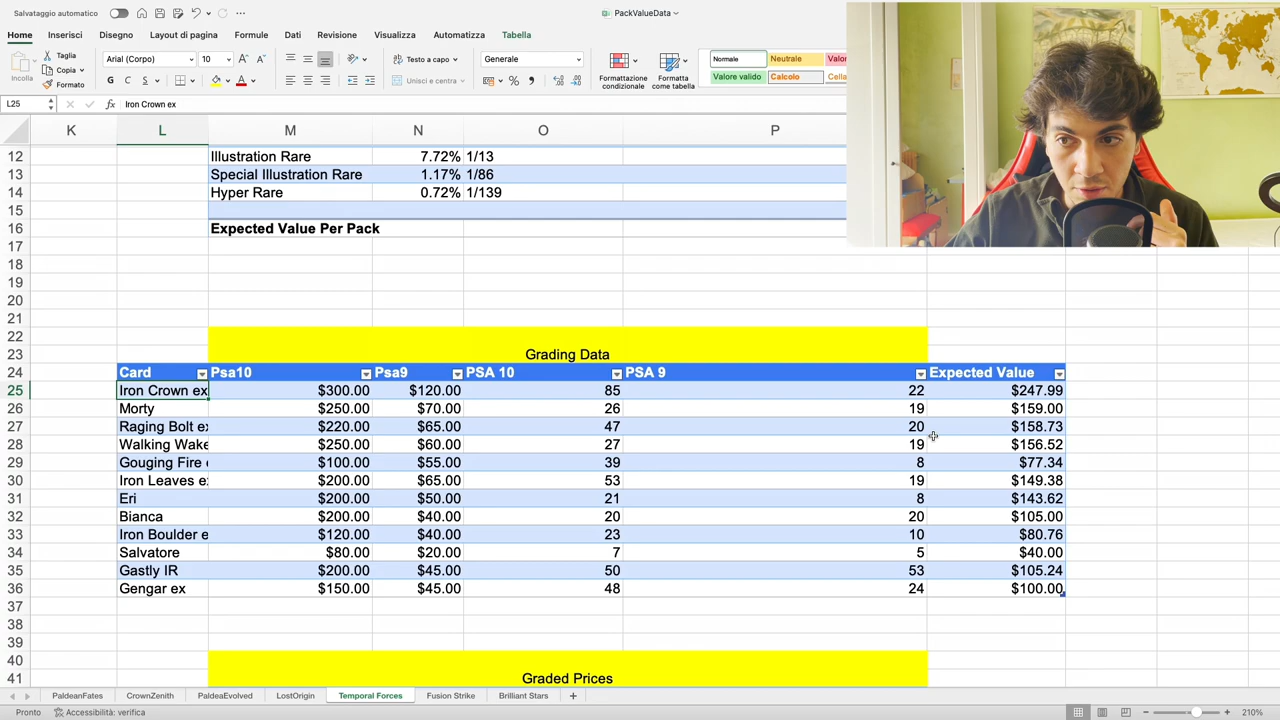 Salvataggio automatico
PackValueData
Home Inserisci Disegno Layout di pagina Formule Dati Revisione Visualizza Automatizza Tabella
Incolla
Taglia
Copia
Formato
Arial (Corpo) 10 A A
G C
Testo a capo
Unisci e centra
Generale
%
Formattazione
condizionale
Formatta
come tabella
Normale Neutrale
Valore valido Calcolo
L25 fx Iron Crown ex
K L M N O P
12 Illustration Rare 7.72% 1/13
13 Special Illustration Rare 1.17% 1/86
14 Hyper Rare 0.72% 1/139
15
16 Expected Value Per Pack
17
18
19
20
21
22
23 Grading Data
24 Card Psa10 Psa9 PSA 10 PSA 9 Expected Value
25 Iron Crown ex $300.00 $120.00 85 22 $247.99
26 Morty $250.00 $70.00 26 19 $159.00
27 Raging Bolt ex $220.00 $65.00 47 20 $158.73
28 Walking Wake $250.00 $60.00 27 19 $156.52
29 Gouging Fire $100.00 $55.00 39 8 $77.34
30 Iron Leaves ex $200.00 $65.00 53 19 $149.38
31 Eri $200.00 $50.00 21 8 $143.62
32 Bianca $200.00 $40.00 20 20 $105.00
33 Iron Boulder e $120.00 $40.00 23 10 $80.76
34 Salvatore $80.00 $20.00 7 5 $40.00
35 Gastly IR $200.00 $45.00 50 53 $105.24
36 Gengar ex $150.00 $45.00 48 24 $100.00
37
38
39
40
41 Graded Prices
PaldeanFates CrownZenith PaldeaEvolved LostOrigin Temporal Forces Fusion Strike Brilliant Stars +
Pronto Accessibilità: verifica 210%